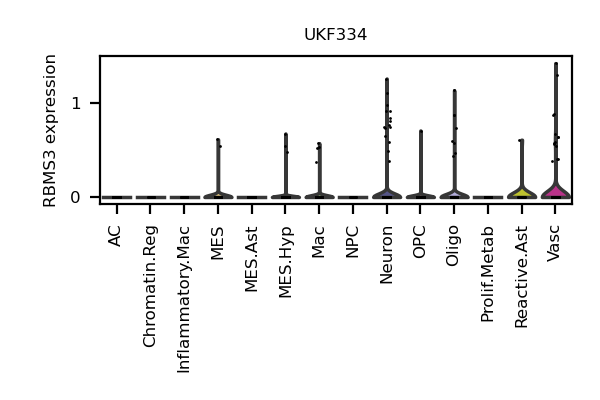 UKF334
RBMS3 expression
1
0
AC
Chromatin.Reg
Inflammatory.Mac
MES
MES.Ast
MES.Hyp
Mac
NPC
Neuron
OPC
Oligo
Prolif.Metab
Reactive.Ast
Vasc